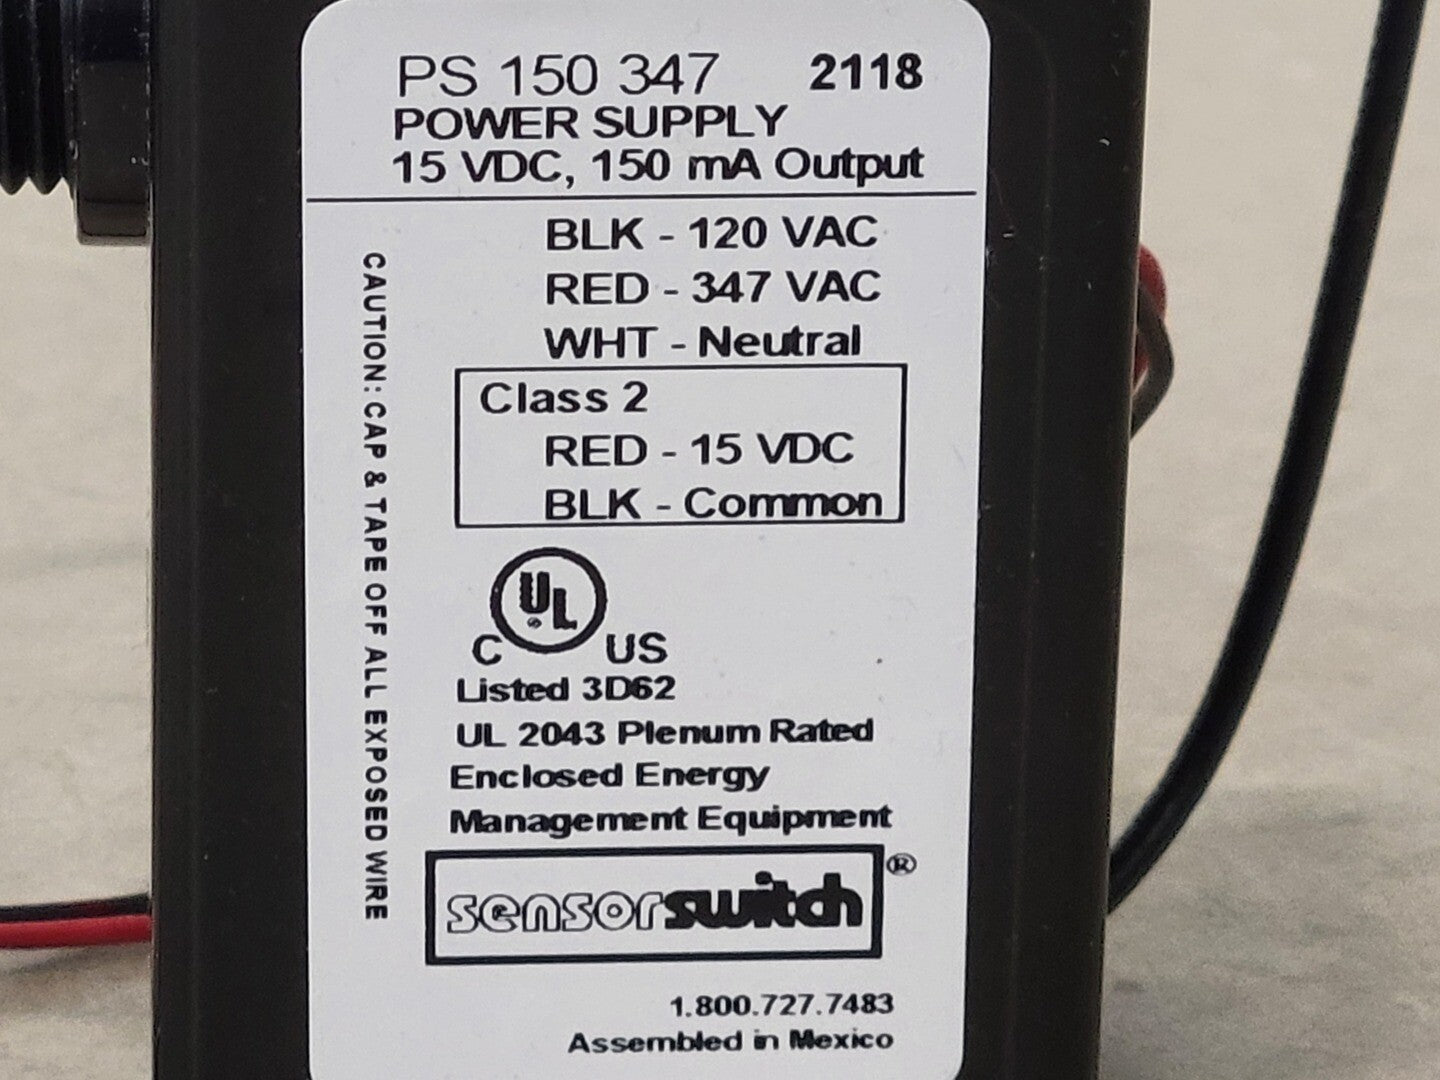 PS 150 347 2118
POWER SUPPLY
15 VDC, 150 mA Output
BLK - 120 VAC
RED - 347 VAC
WHT - Neutral
Class 2
RED - 15 VDC
BLK - Common
CAUTION: CAP & TAPE OFF ALL EXPOSED WIRE
UL ®
C US
Listed 3D62
UL 2043 Plenum Rated
Enclosed Energy
Management Equipment
sensorswitch®
1.800.727.7483
Assembled in Mexico